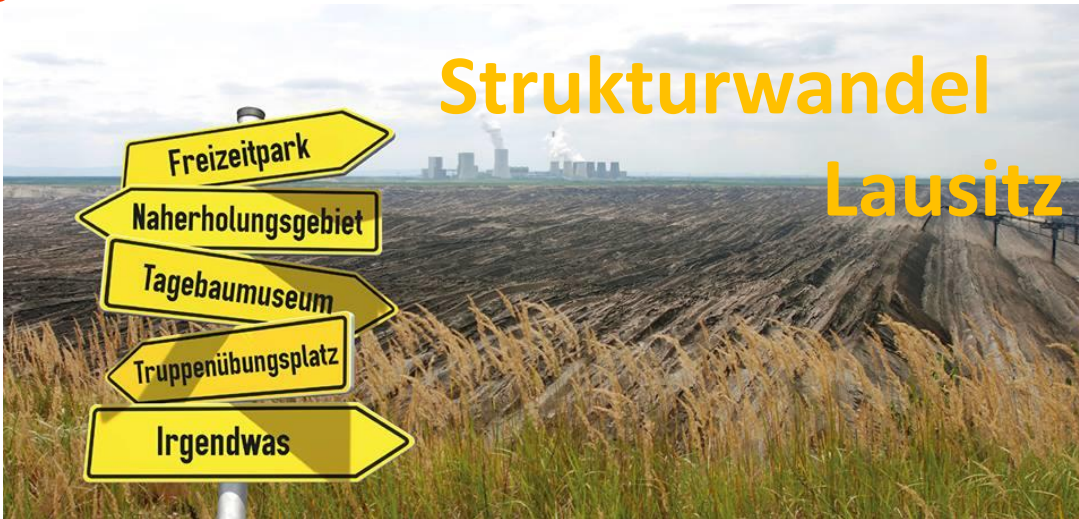 Strukturwandel
Lausitz
Freizeitpark
Naherholungsgebiet
Tagebaumuseum
Truppenübungsplatz
Irgendwas